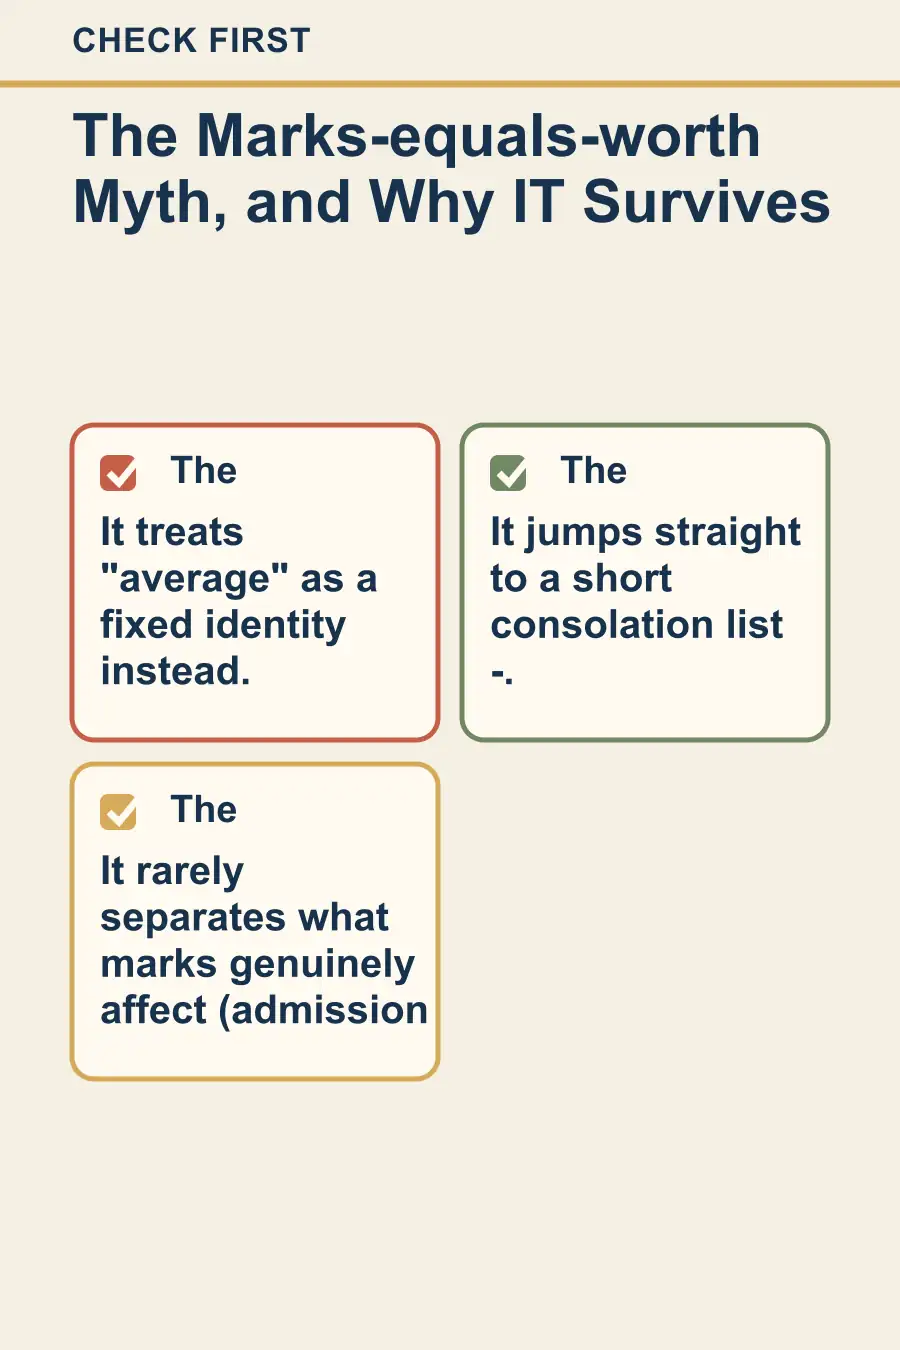 CHECK FIRST
The Marks-equals-worth
Myth, and Why IT Survives
The
It treats
"average" as a
fixed identity
instead.
The
It jumps straight
to a short
consolation list
-.
The
It rarely
separates what
marks genuinely
affect (admission